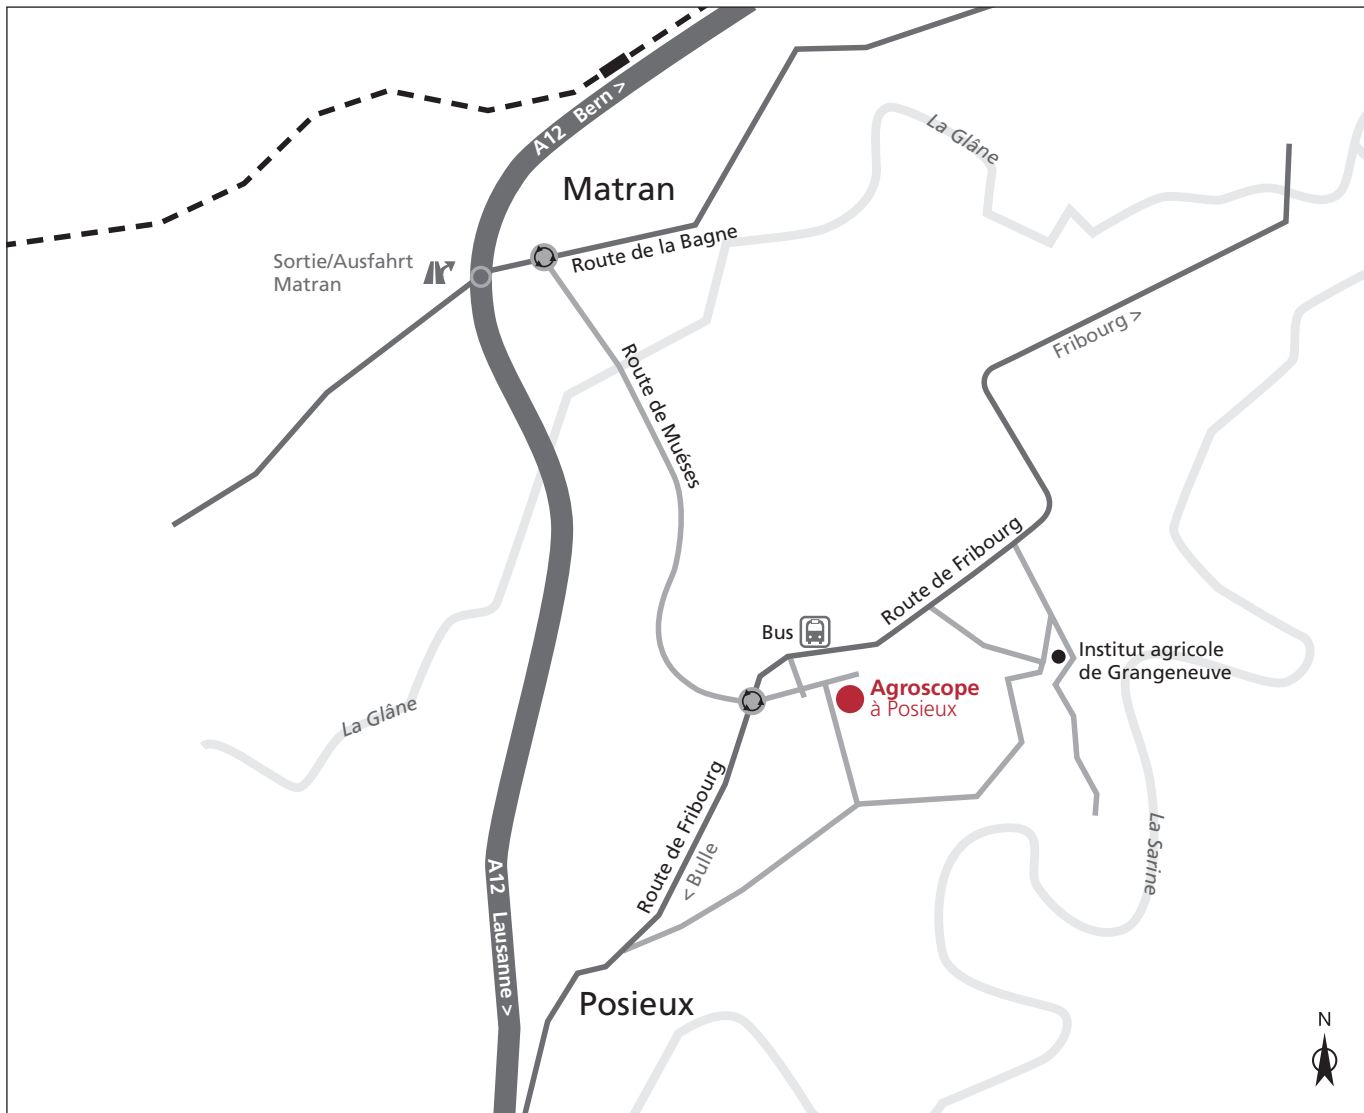 A12 Bern >
La Glâne
Matran
Route de la Bagne
Sortie/Ausfahrt
Matran
Fribourg >
Route de Muéses
Route de Fribourg
Bus
Institut agricole
de Grangeneuve
Agroscope
à Posieux
La Glâne
Route de Fribourg
< Bulle
La Sarine
A12 Lausanne >
Posieux
N